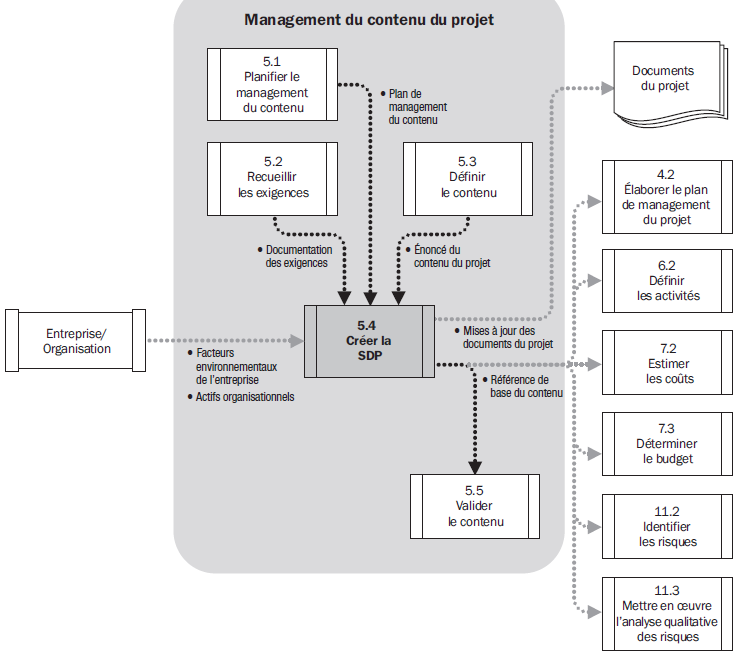 Management du contenu du projet
5.1
Planifier le
management
du contenu
• Plan de
management
du contenu
Documents
du projet
5.2
Recueillir
les exigences
5.3
Définir
le contenu
4.2
Élaborer le plan
de management
du projet
• Documentation
des exigences
• Énoncé du
contenu du projet
6.2
Définir
les activités
Entreprise/
Organisation
5.4
Créer la
SDP
• Mises à jour des
documents du projet
7.2
Estimer
les coûts
• Facteurs
environnementaux
de l'entreprise
• Actifs organisationnels
• Référence de
base du contenu
7.3
Déterminer
le budget
5.5
Valider
le contenu
11.2
Identifier
les risques
11.3
Mettre en œuvre
l'analyse qualitative
des risques